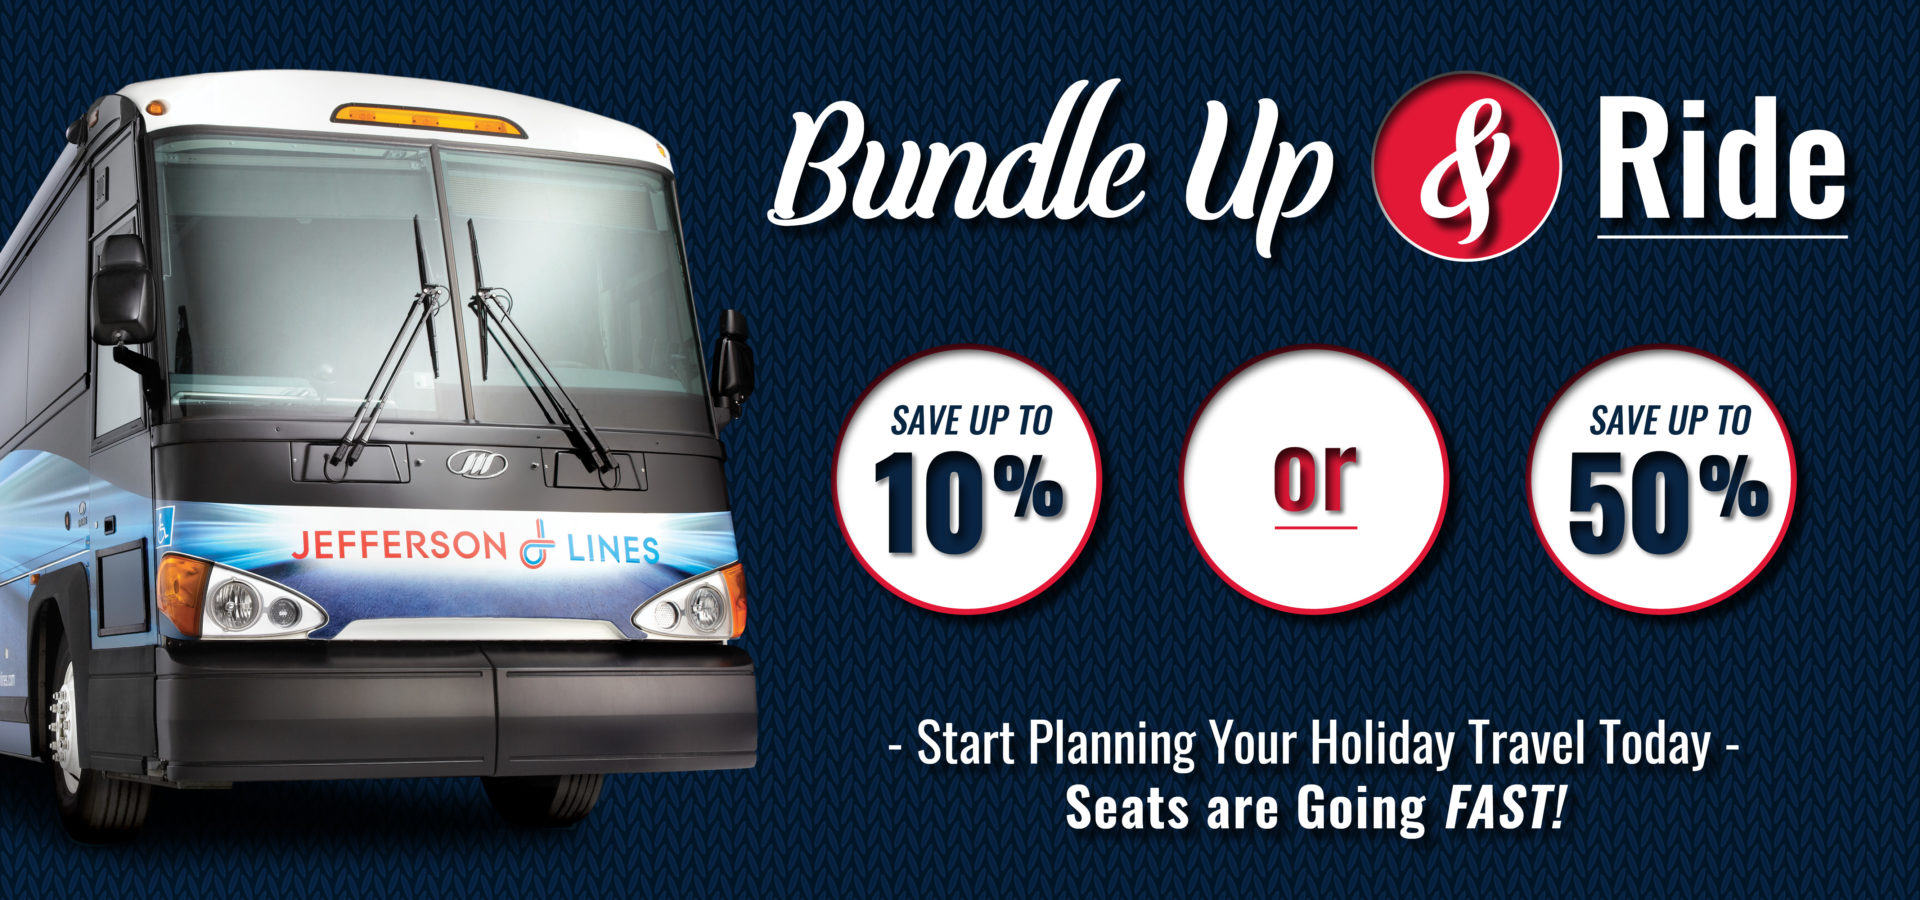 Bundle Up & Ride
SAVE UP TO
10%
or
SAVE UP TO
50%
- Start Planning Your Holiday Travel Today -
Seats are Going FAST!
JEFFERSON LINES